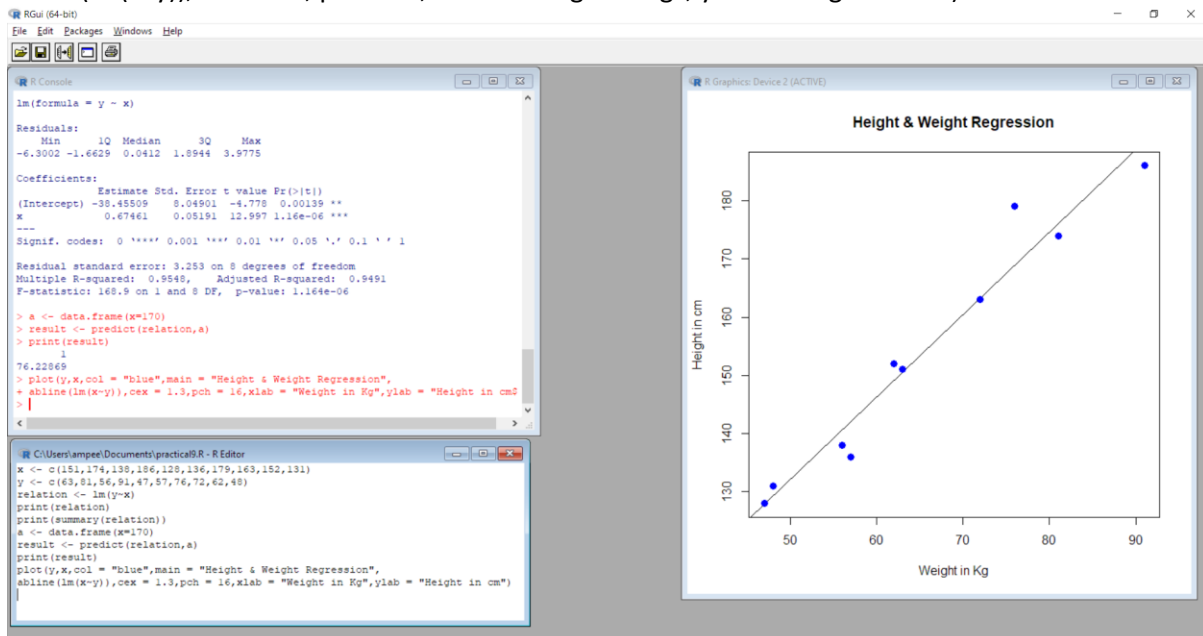 RGui (64-bit)
File Edit Packages Windows Help
R Console
lm(formula = y ~ x)
Residuals:
Min 1Q Median 3Q Max
-6.3002 -1.6629 0.0412 1.8944 3.9775
Coefficients:
Estimate Std. Error t value Pr(>|t|)
(Intercept) -38.45509 8.04901 -4.778 0.00139 **
x 0.67461 0.05191 12.997 1.16e-06 ***
---
Signif. codes: 0 ‘***’ 0.001 ‘**’ 0.01 ‘*’ 0.05 ‘.’ 0.1 ‘ ’ 1
Residual standard error: 3.253 on 8 degrees of freedom
Multiple R-squared: 0.9548, Adjusted R-squared: 0.9491
F-statistic: 168.9 on 1 and 8 DF, p-value: 1.164e-06
> a <- data.frame(x=170)
> result <- predict(relation,a)
> print(result)
1
76.22869
> plot(y,x,col = "blue",main = "Height & Weight Regression",
+ abline(lm(x~y)),cex = 1.3,pch = 16,xlab = "Weight in Kg",ylab = "Height in cm$
>
C:\Users\ampee\Documents\practical9.R - R Editor
x <- c(151,174,138,186,128,136,179,163,152,131)
y <- c(63,81,56,91,47,57,76,72,62,48)
relation <- lm(y~x)
print(relation)
print(summary(relation))
a <- data.frame(x=170)
result <- predict(relation,a)
print(result)
plot(y,x,col = "blue",main = "Height & Weight Regression",
abline(lm(x~y)),cex = 1.3,pch = 16,xlab = "Weight in Kg",ylab = "Height in cm")
R Graphics: Device 2 (ACTIVE)
Height & Weight Regression
Height in cm
180
170
160
150
140
130
50 60 70 80 90
Weight in Kg